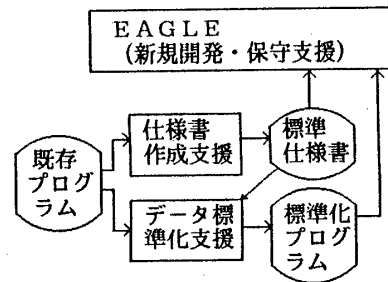 ＥＡＧＬＥ
(新規開発・保守支援)
仕様書
作成支援
標準
仕様書
既存
プログ
ラム
データ標
準化支援
標準化
プログ
ラム